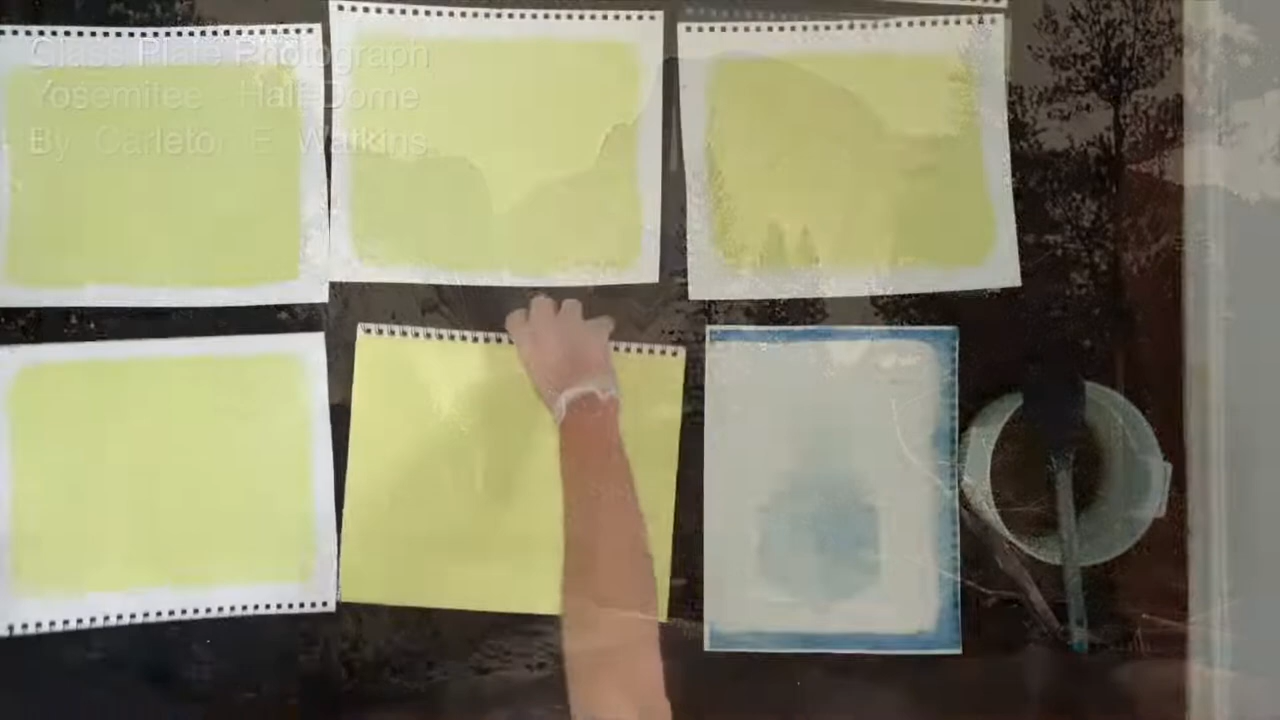 Glass Plate Photograph
Yosemitee - Half Dome
By Carleton E. Watkins